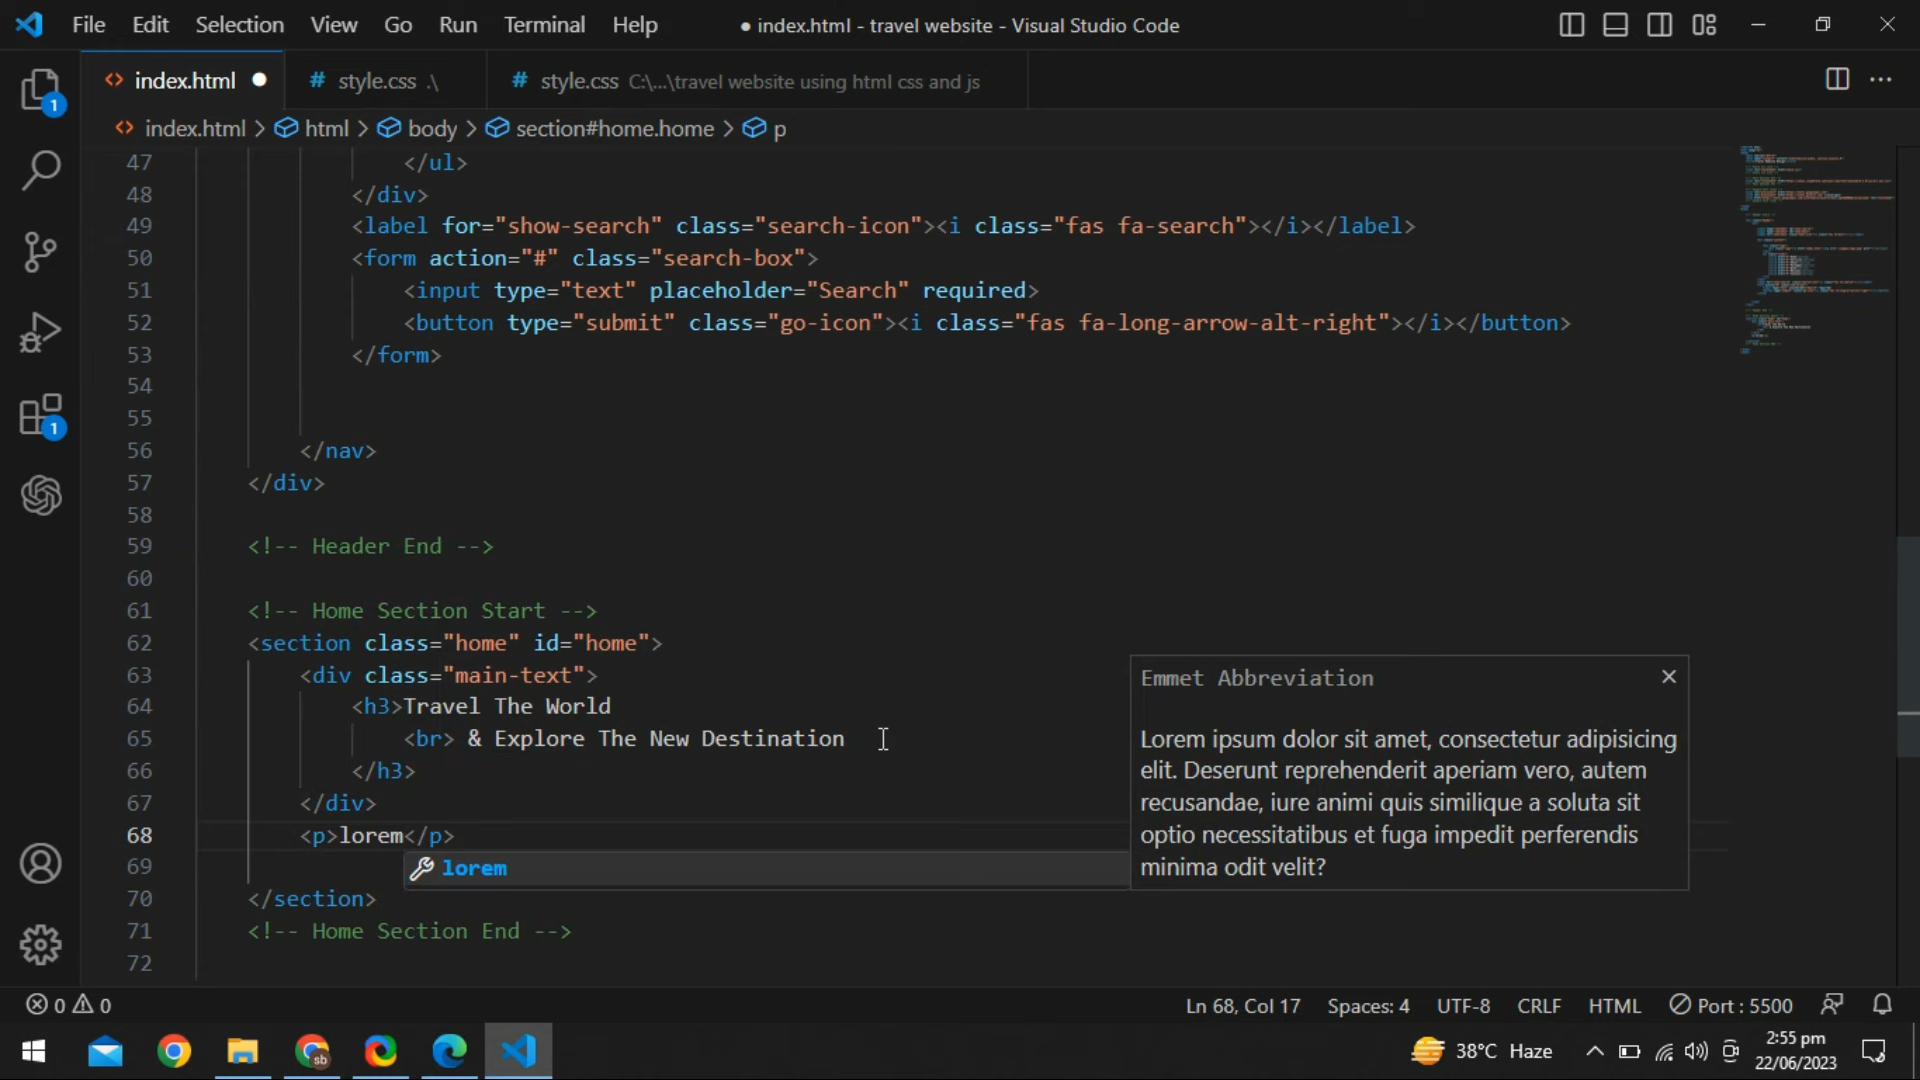 File Edit Selection View Go Run Terminal Help ● index.html - travel website - Visual Studio Code
index.html ● # style.css .\ # style.css C:\...\travel website using html css and js
index.html > html > body > section#home.home > p
47 </ul>
48 </div>
49 <label for="show-search" class="search-icon"><i class="fas fa-search"></i></label>
50 <form action="#" class="search-box">
51 <input type="text" placeholder="Search" required>
52 <button type="submit" class="go-icon"><i class="fas fa-long-arrow-alt-right"></i></button>
53 </form>
54
55
56 </nav>
57 </div>
58
59 <!-- Header End -->
60
61 <!-- Home Section Start -->
62 <section class="home" id="home">
63 <div class="main-text">
64 <h3>Travel The World
65 <br> & Explore The New Destination
66 </h3>
67 </div>
68 <p>lorem</p>
69
70 </section>
71 <!-- Home Section End -->
72
lorem
Emmet Abbreviation
Lorem ipsum dolor sit amet, consectetur adipisicing
elit. Deserunt reprehenderit aperiam vero, autem
recusandae, iure animi quis similique a soluta sit
optio necessitatibus et fuga impedit perferendis
minima odit velit?
1
1
0 0 Ln 68, Col 17 Spaces: 4 UTF-8 CRLF HTML Port : 5500
sb 38°C Haze 2:55 pm
22/06/2023